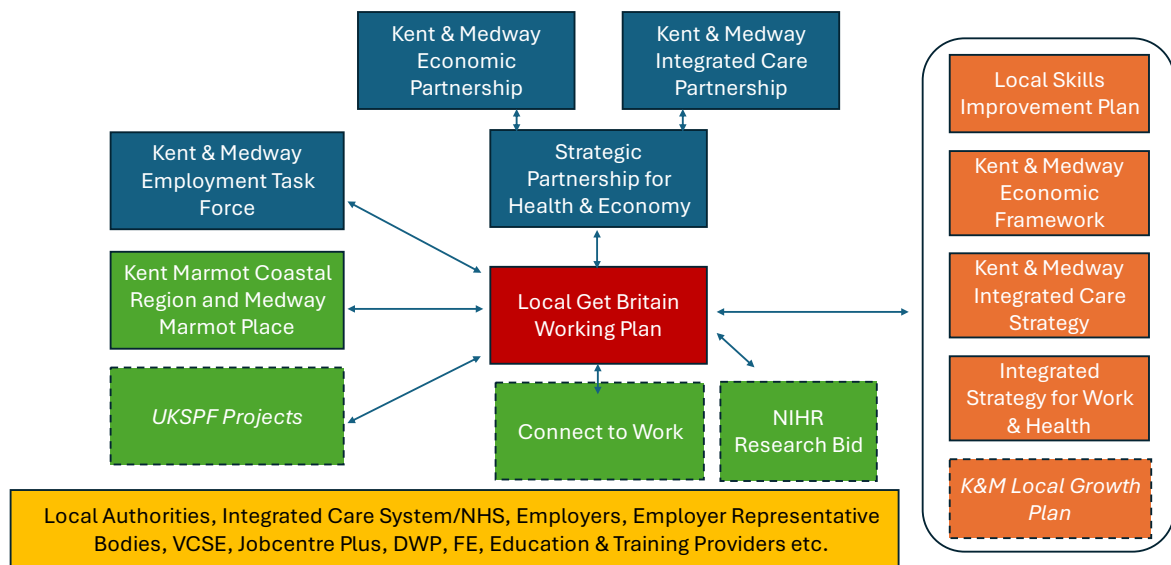 Kent & Medway
Economic
Partnership
Kent & Medway
Integrated Care
Partnership
Kent & Medway
Employment Task
Force
Strategic
Partnership for
Health & Economy
Kent Marmot Coastal
Region and Medway
Marmot Place
Local Get Britain
Working Plan
UKSPF Projects
Connect to Work
NIHR
Research Bid
Local Skills
Improvement Plan
Kent & Medway
Economic
Framework
Kent & Medway
Integrated Care
Strategy
Integrated
Strategy for Work
& Health
K&M Local Growth
Plan
Local Authorities, Integrated Care System/NHS, Employers, Employer Representative
Bodies, VCSE, Jobcentre Plus, DWP, FE, Education & Training Providers etc.